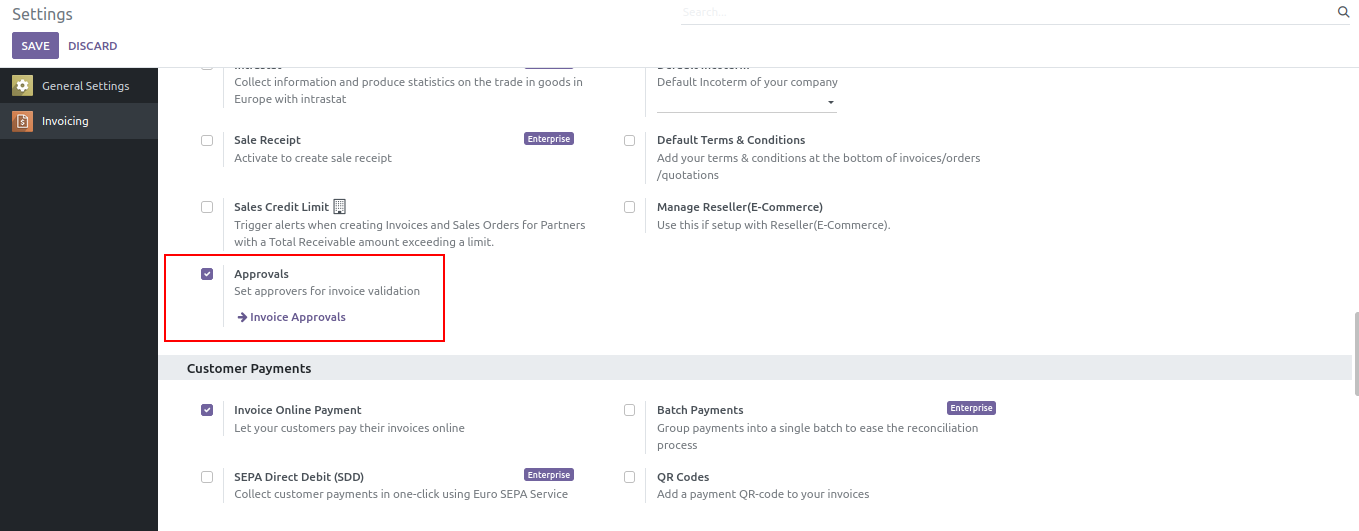 Settings
Search...
SAVE
DISCARD
General Settings
Invoicing
Collect information and produce statistics on the trade in goods in
Europe with intrastat
Default Incoterm of your company
Sale Receipt
Enterprise
Activate to create sale receipt
Default Terms & Conditions
Add your terms & conditions at the bottom of invoices/orders
/quotations
Sales Credit Limit
Trigger alerts when creating Invoices and Sales Orders for Partners
with a Total Receivable amount exceeding a limit.
Manage Reseller(E-Commerce)
Use this if setup with Reseller(E-Commerce).
Approvals
Set approvers for invoice validation
Invoice Approvals
Customer Payments
Invoice Online Payment
Let your customers pay their invoices online
Batch Payments
Enterprise
Group payments into a single batch to ease the reconciliation
process
SEPA Direct Debit (SDD)
Enterprise
Collect customer payments in one-click using Euro SEPA Service
QR Codes
Add a payment QR-code to your invoices